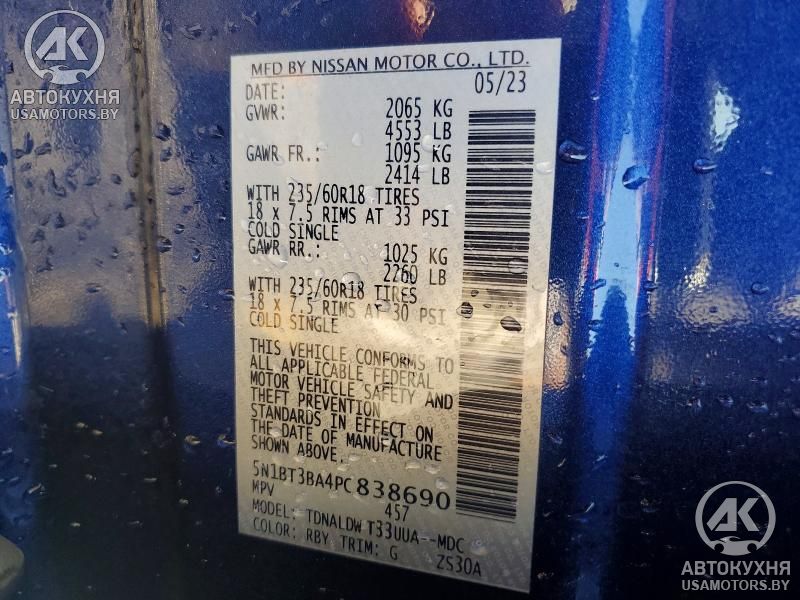 АК
АВТОКУХНЯ
USAMOTORS.BY
MFD BY NISSAN MOTOR CO., LTD.
DATE: 05/23
GVWR: 2065 KG
4553 LB
GAWR FR.: 1095 KG
2414 LB
WITH 235/60R18 TIRES
18 x 7.5 RIMS AT 33 PSI
COLD SINGLE
GAWR RR.: 1025 KG
2260 LB
WITH 235/60R18 TIRES
18 x 7.5 RIMS AT 30 PSI
COLD SINGLE
THIS VEHICLE CONFORMS TO
ALL APPLICABLE FEDERAL
MOTOR VEHICLE SAFETY AND
THEFT PREVENTION
STANDARDS IN EFFECT ON
THE DATE OF MANUFACTURE
SHOWN ABOVE.
5N1BT3BA4PC838690
MPV 457
MODEL: TDNALDW T33UUA--MDC
COLOR: RBY TRIM: G ZS30A
АК
АВТОКУХНЯ
USAMOTORS.BY